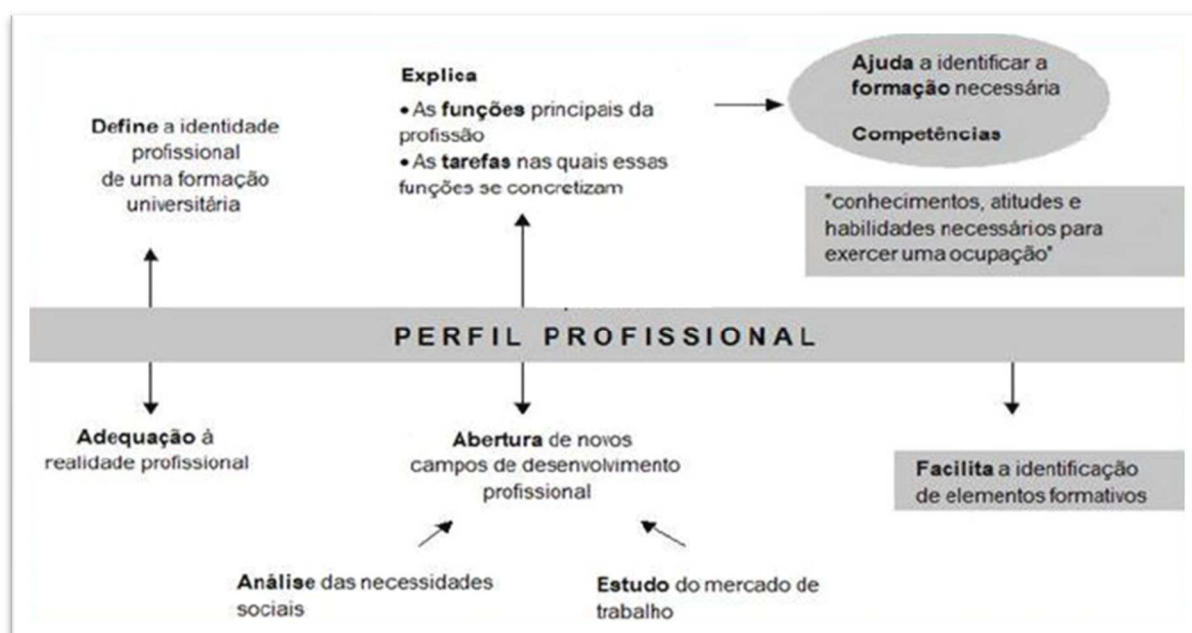 Define a identidade
profissional
de uma formação
universitária
Explica
• As funções principais da
profissão
• As tarefas nas quais essas
funções se concretizam
Ajuda a identificar a
formação necessária
Competências
"conhecimentos, atitudes e
habilidades necessários para
exercer uma ocupação"
PERFIL PROFISSIONAL
Adequação à
realidade profissional
Abertura de novos
campos de desenvolvimento
profissional
Facilita a identificação
de elementos formativos
Análise das necessidades
sociais
Estudo do mercado de
trabalho